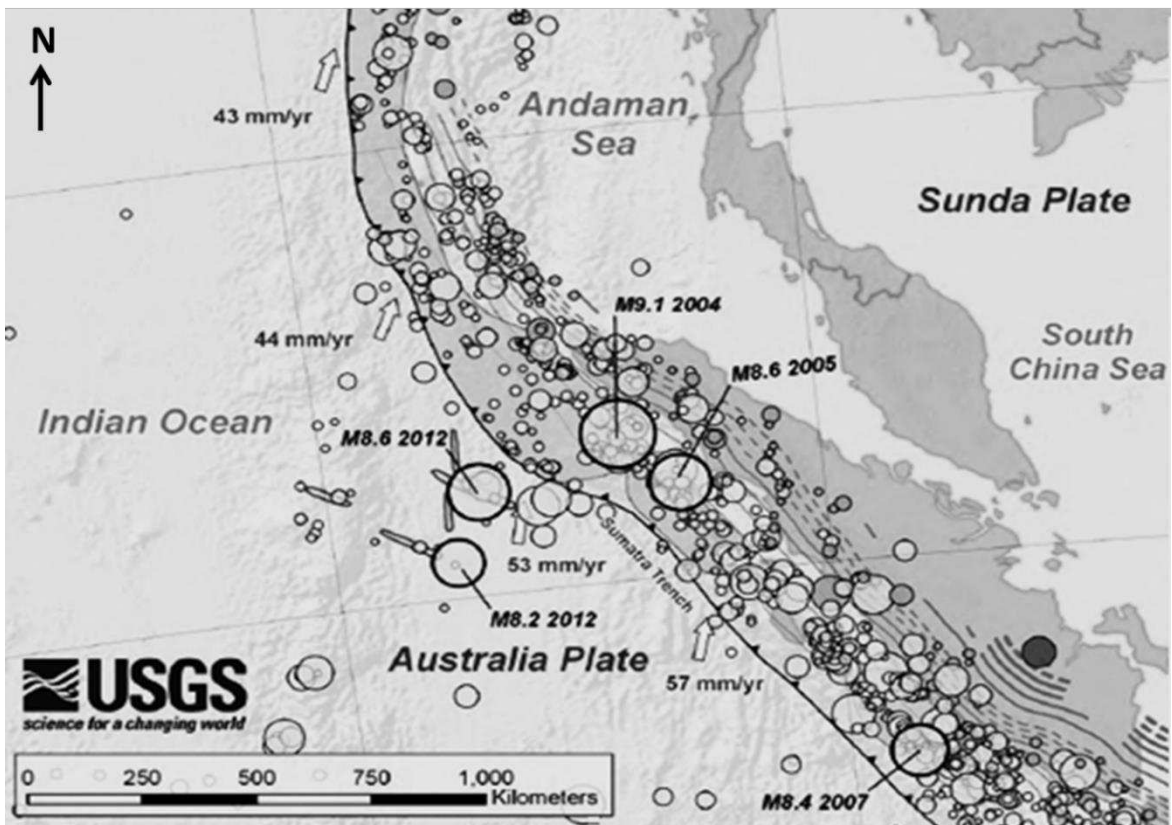 N
43 mm/yr
Andaman
Sea
Sunda Plate
M9.1 2004
44 mm/yr
South
China Sea
M8.6 2005
Indian Ocean
M8.6 2012
53 mm/yr
Sumatra Trench
M8.2 2012
Australia Plate
57 mm/yr
USGS
science for a changing world
0 250 500 750 1,000
Kilometers
M8.4 2007